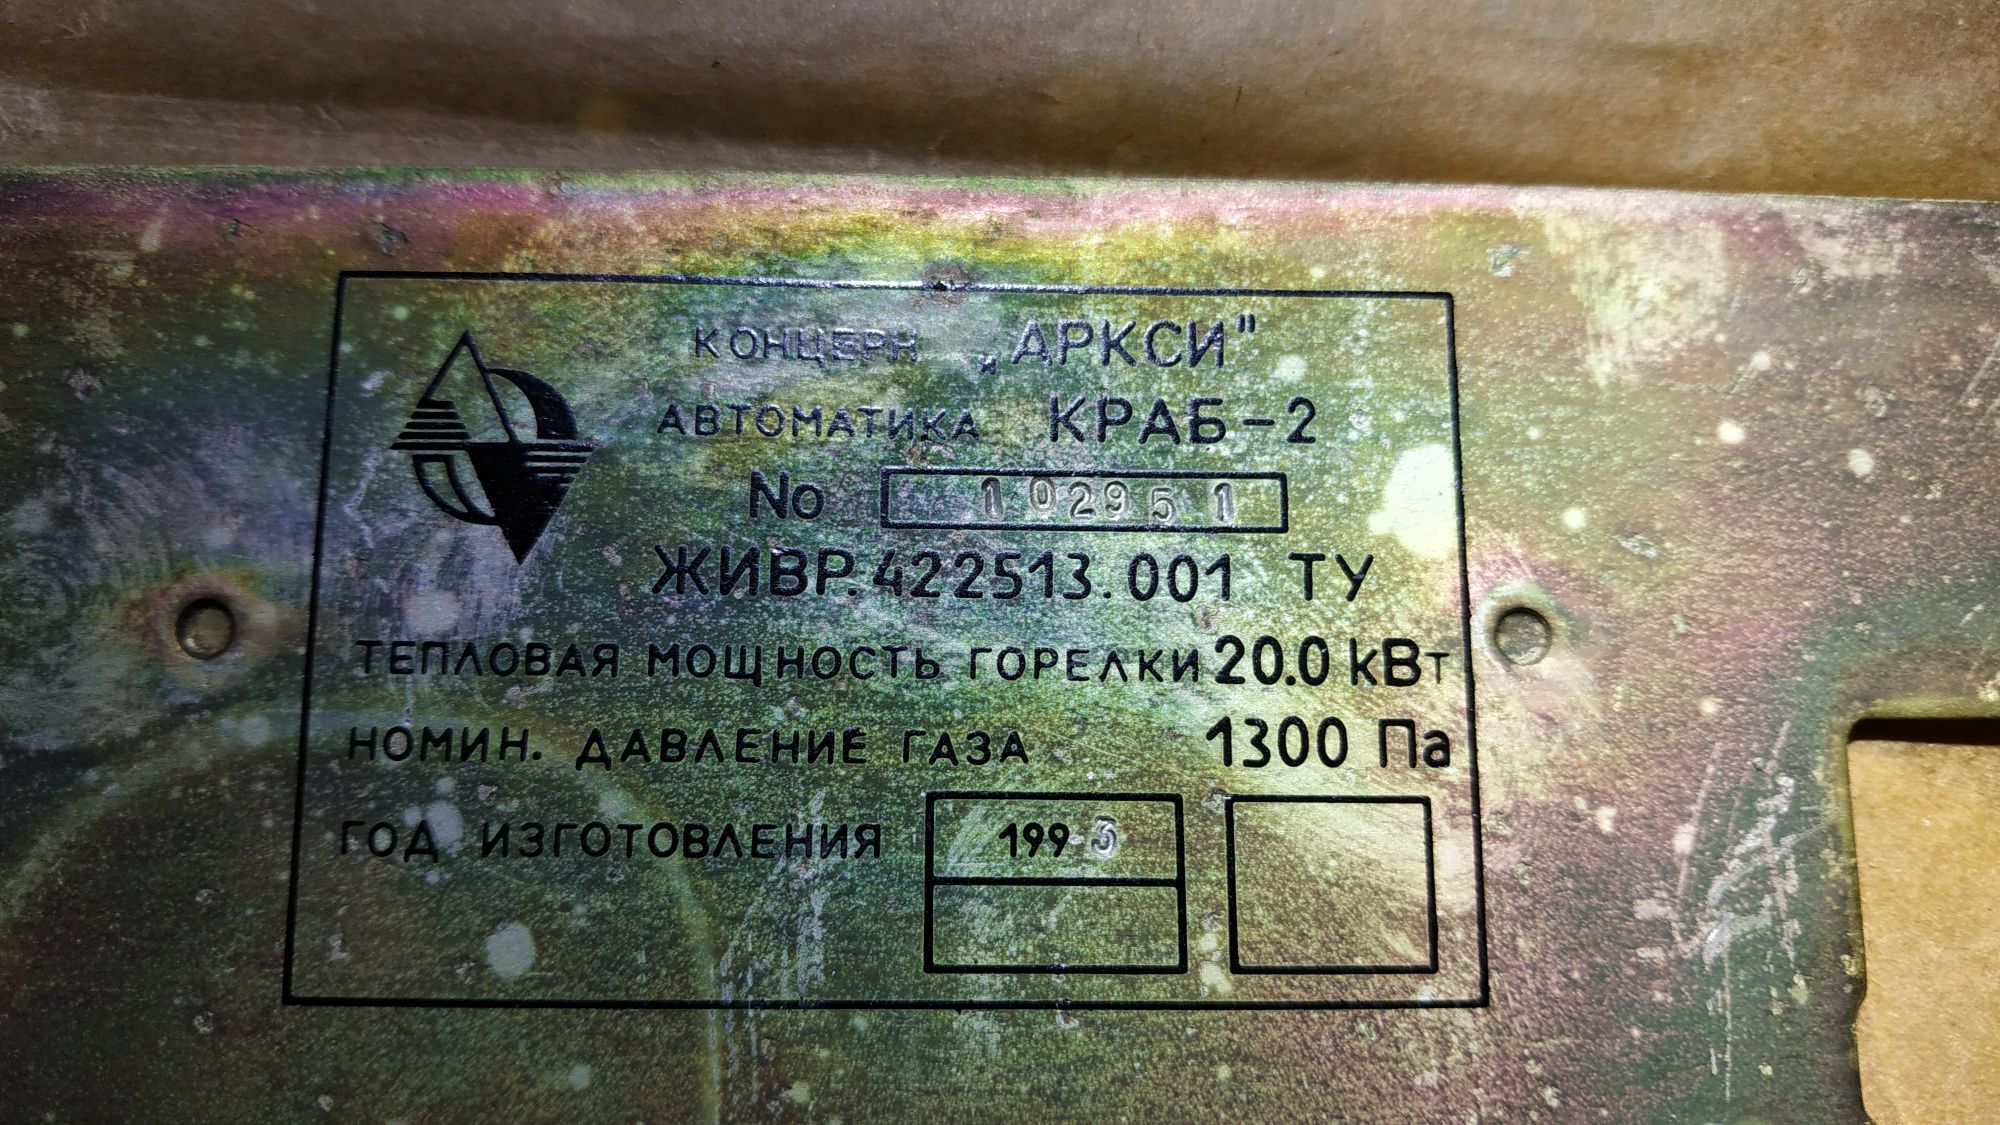 КОНЦЕРН „АРКСИ"
АВТОМАТИКА КРАБ-2
No 102951
ЖИВР.422513.001 ТУ
ТЕПЛОВАЯ МОЩНОСТЬ ГОРЕЛКИ 20.0 кВт
НОМИН. ДАВЛЕНИЕ ГАЗА 1300 Па
ГОД ИЗГОТОВЛЕНИЯ 1993